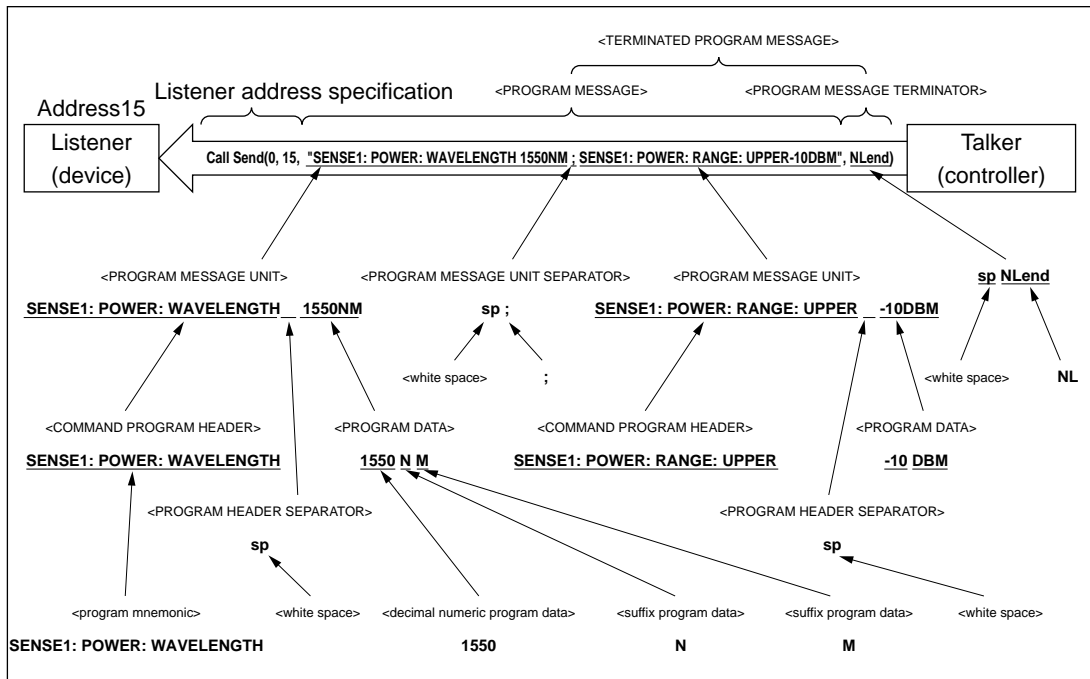 <TERMINATED PROGRAM MESSAGE>
Listener address specification
<PROGRAM MESSAGE>
<PROGRAM MESSAGE TERMINATOR>
Address15
Listener
(device)
Call Send(0, 15, "SENSE1: POWER: WAVELENGTH 1550NM ; SENSE1: POWER: RANGE: UPPER-10DBM", NLend)
Talker
(controller)
<PROGRAM MESSAGE UNIT>
<PROGRAM MESSAGE UNIT SEPARATOR>
<PROGRAM MESSAGE UNIT>
sp NLend
SENSE1: POWER: WAVELENGTH _ 1550NM
sp ;
SENSE1: POWER: RANGE: UPPER _ -10DBM
<white space>
;
<white space>
NL
<COMMAND PROGRAM HEADER>
<PROGRAM DATA>
<COMMAND PROGRAM HEADER>
<PROGRAM DATA>
SENSE1: POWER: WAVELENGTH
1550 N M
SENSE1: POWER: RANGE: UPPER
-10 DBM
<PROGRAM HEADER SEPARATOR>
<PROGRAM HEADER SEPARATOR>
sp
sp
<program mnemonic>
<white space>
<decimal numeric program data>
<suffix program data>
<suffix program data>
<white space>
SENSE1: POWER: WAVELENGTH
1550
N
M